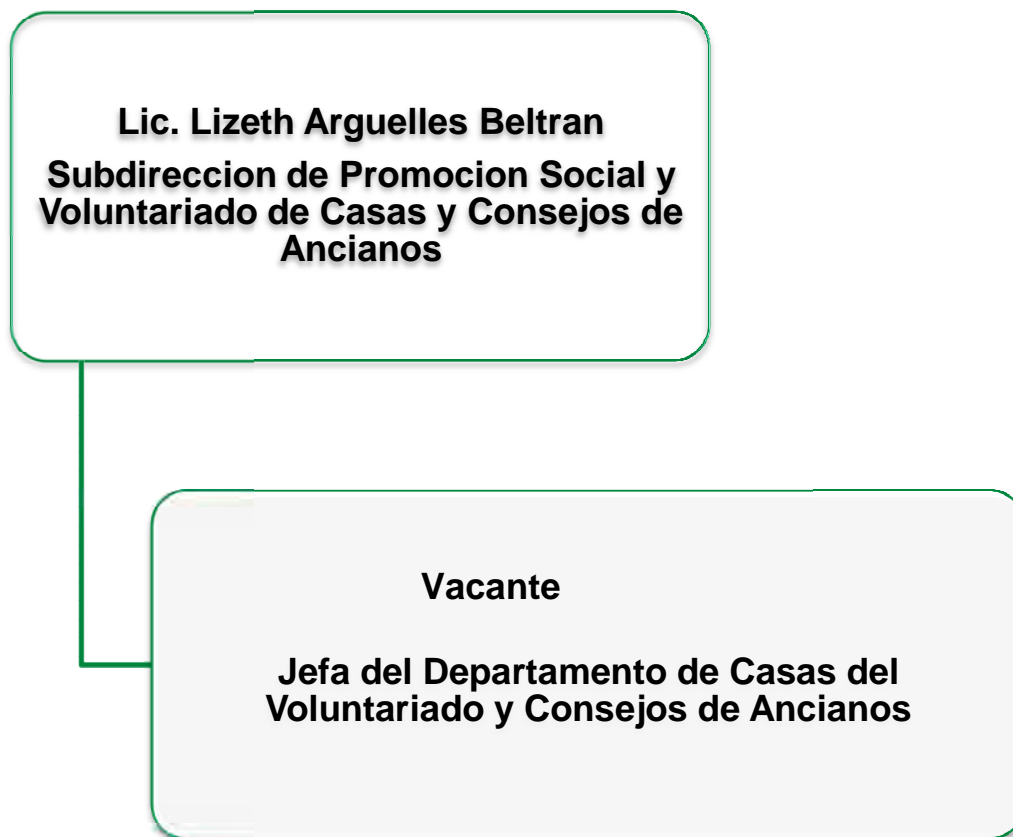 Lic. Lizeth Arguelles Beltran
Subdireccion de Promocion Social y
Voluntariado de Casas y Consejos de
Ancianos
Vacante
Jefa del Departamento de Casas del
Voluntariado y Consejos de Ancianos